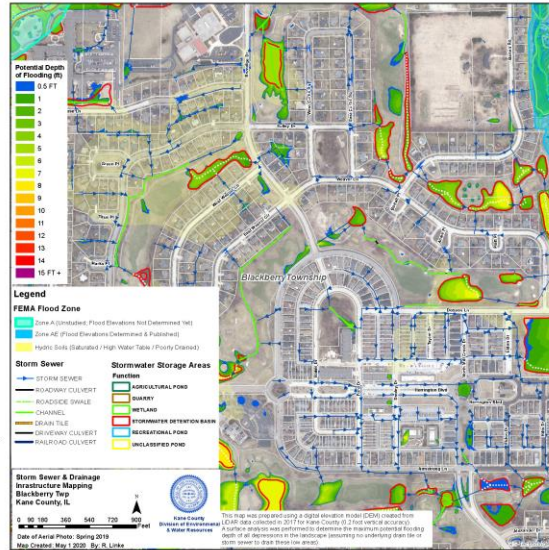 Potential Depth
of Flooding (ft)
0.5 FT
1
2
3
4
5
6
7
8
9
10
11
12
13
14
15 FT +
Blackberry Township
Legend
FEMA Flood Zone
Zone A (Unstudied, Flood Elevations Not Determined Yet)
Zone AE (Flood Elevations Determined & Published)
Hydric Soils (Saturated / High Water Table / Poorly Drained)
Storm Sewer
STORM SEWER
ROADWAY CULVERT
ROADSIDE SWALE
CHANNEL
DRAIN TILE
DRIVEWAY CULVERT
RAILROAD CULVERT
Stormwater Storage Areas
Function
AGRICULTURAL POND
QUARRY
WETLAND
STORMWATER DETENTION BASIN
RECREATIONAL POND
UNCLASSIFIED POND
Dobson Ln
Herrington Blvd
Storm Sewer & Drainage
Inrastructure Mapping
Blackberry Twp
Kane County, IL
0 90 180 360 540 720 900
Feet
N
Date of Aerial Photo: Spring 2019
Map Created: May 1 2020 By: R. Linke
Kane County
Division of Environmental
& Water Resources
This map was prepared using a digital elevation model (DEM) created from
LiDAR data collected in 2017 for Kane County (0.2 foot vertical accuracy).
A surface analysis was performed to determine the maximum potential flooding
depth of all depressions in the landscape (assuming no underlying drain tile or
storm sewer to drain these low areas)